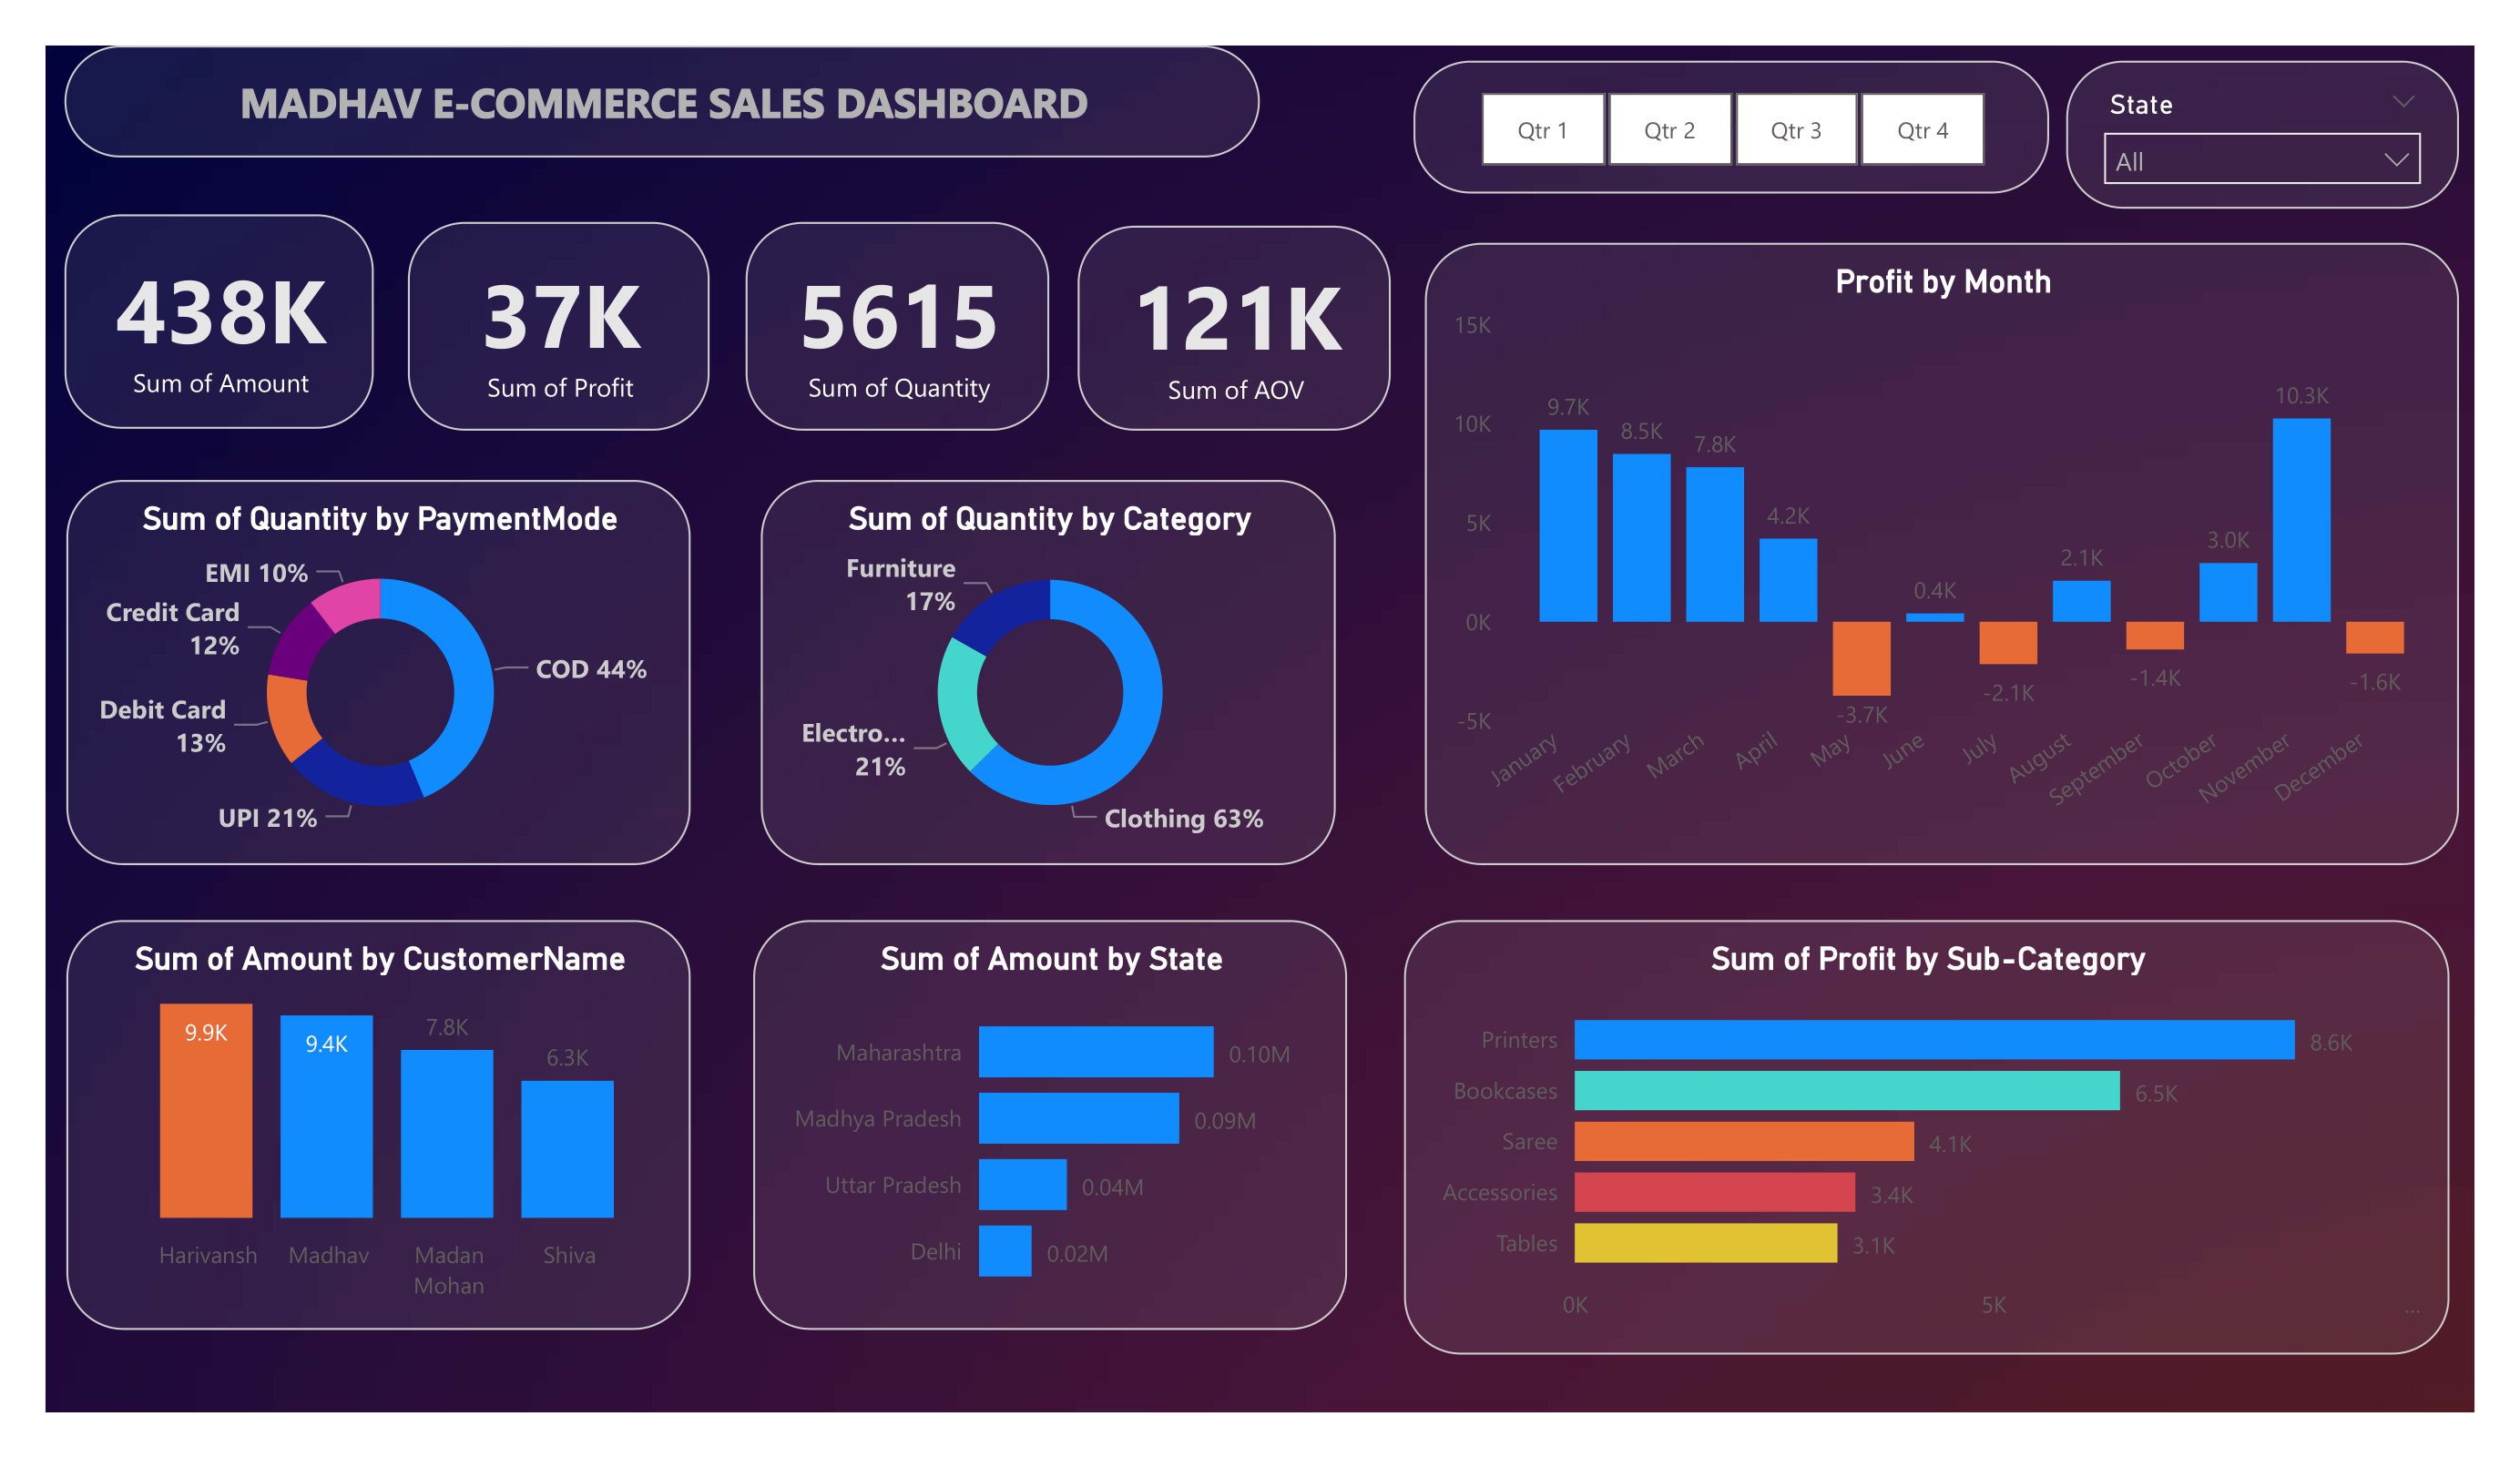 MADHAV E-COMMERCE SALES DASHBOARD
Qtr 1
Qtr 2
Qtr 3
Qtr 4
State
All
438K
Sum of Amount
37K
Sum of Profit
5615
Sum of Quantity
121K
Sum of AOV
Profit by Month
15K
10K
5K
0K
-5K
9.7K
8.5K
7.8K
4.2K
-3.7K
0.4K
-2.1K
2.1K
-1.4K
3.0K
10.3K
-1.6K
January
February
March
April
May
June
July
August
September
October
November
December
Sum of Quantity by PaymentMode
EMI 10%
Credit Card
12%
Debit Card
13%
UPI 21%
COD 44%
Sum of Quantity by Category
Furniture
17%
Electro...
21%
Clothing 63%
Sum of Amount by CustomerName
9.9K
9.4K
7.8K
6.3K
Harivansh
Madhav
Madan
Mohan
Shiva
Sum of Amount by State
Maharashtra
0.10M
Madhya Pradesh
0.09M
Uttar Pradesh
0.04M
Delhi
0.02M
Sum of Profit by Sub-Category
Printers
8.6K
Bookcases
6.5K
Saree
4.1K
Accessories
3.4K
Tables
3.1K
0K
5K
...